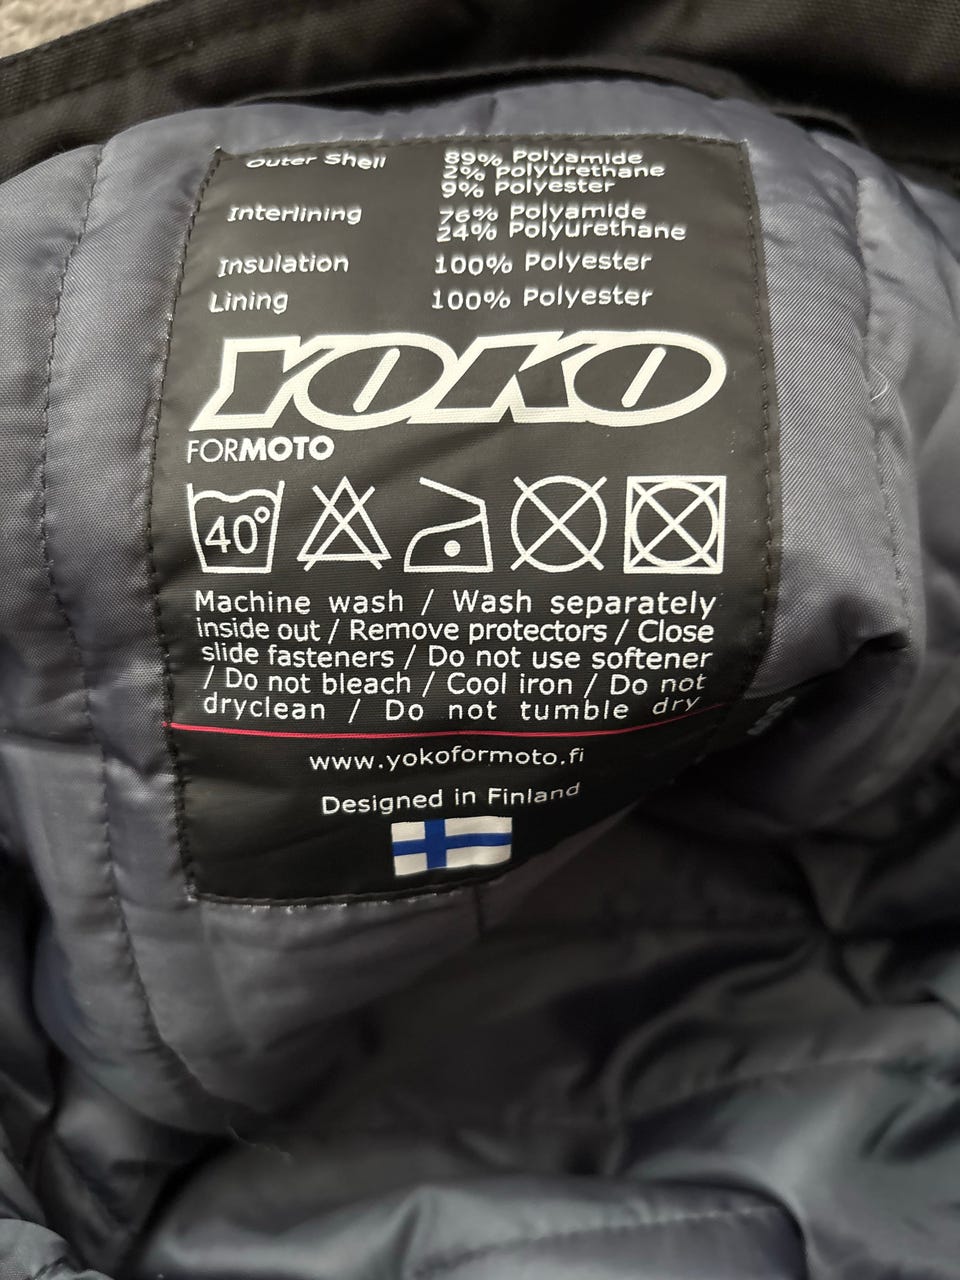 Outer Shell 89% Polyamide
2% Polyurethane
9% Polyester
Interlining 76% Polyamide
24% Polyurethane
Insulation 100% Polyester
Lining 100% Polyester
YOKO
FORMOTO
40°
Machine wash / Wash separately
inside out / Remove protectors / Close
slide fasteners / Do not use softener
/ Do not bleach / Cool iron / Do not
dryclean / Do not tumble dry
www.yokoformoto.fi
Designed in Finland